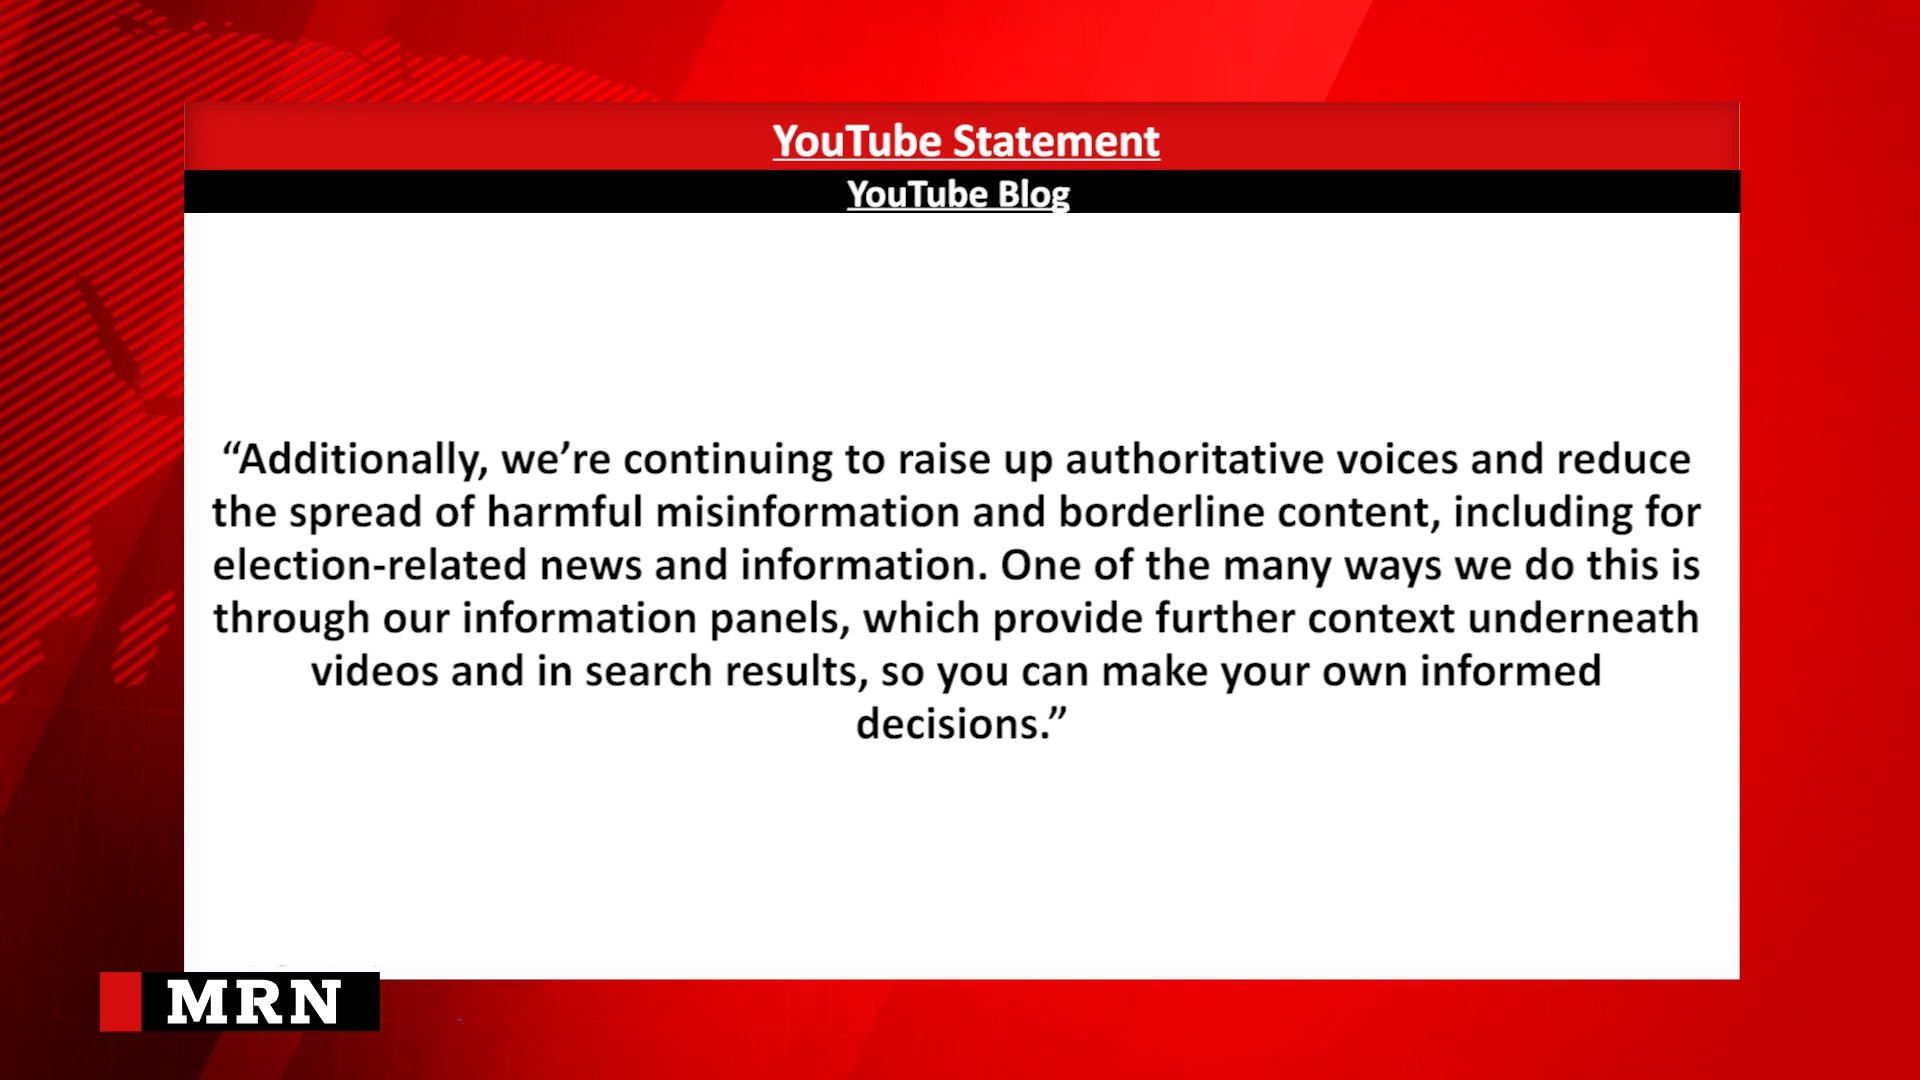 YouTube Statement
YouTube Blog
“Additionally, we’re continuing to raise up authoritative voices and reduce
the spread of harmful misinformation and borderline content, including for
election-related news and information. One of the many ways we do this is
through our information panels, which provide further context underneath
videos and in search results, so you can make your own informed
decisions.”
MRN